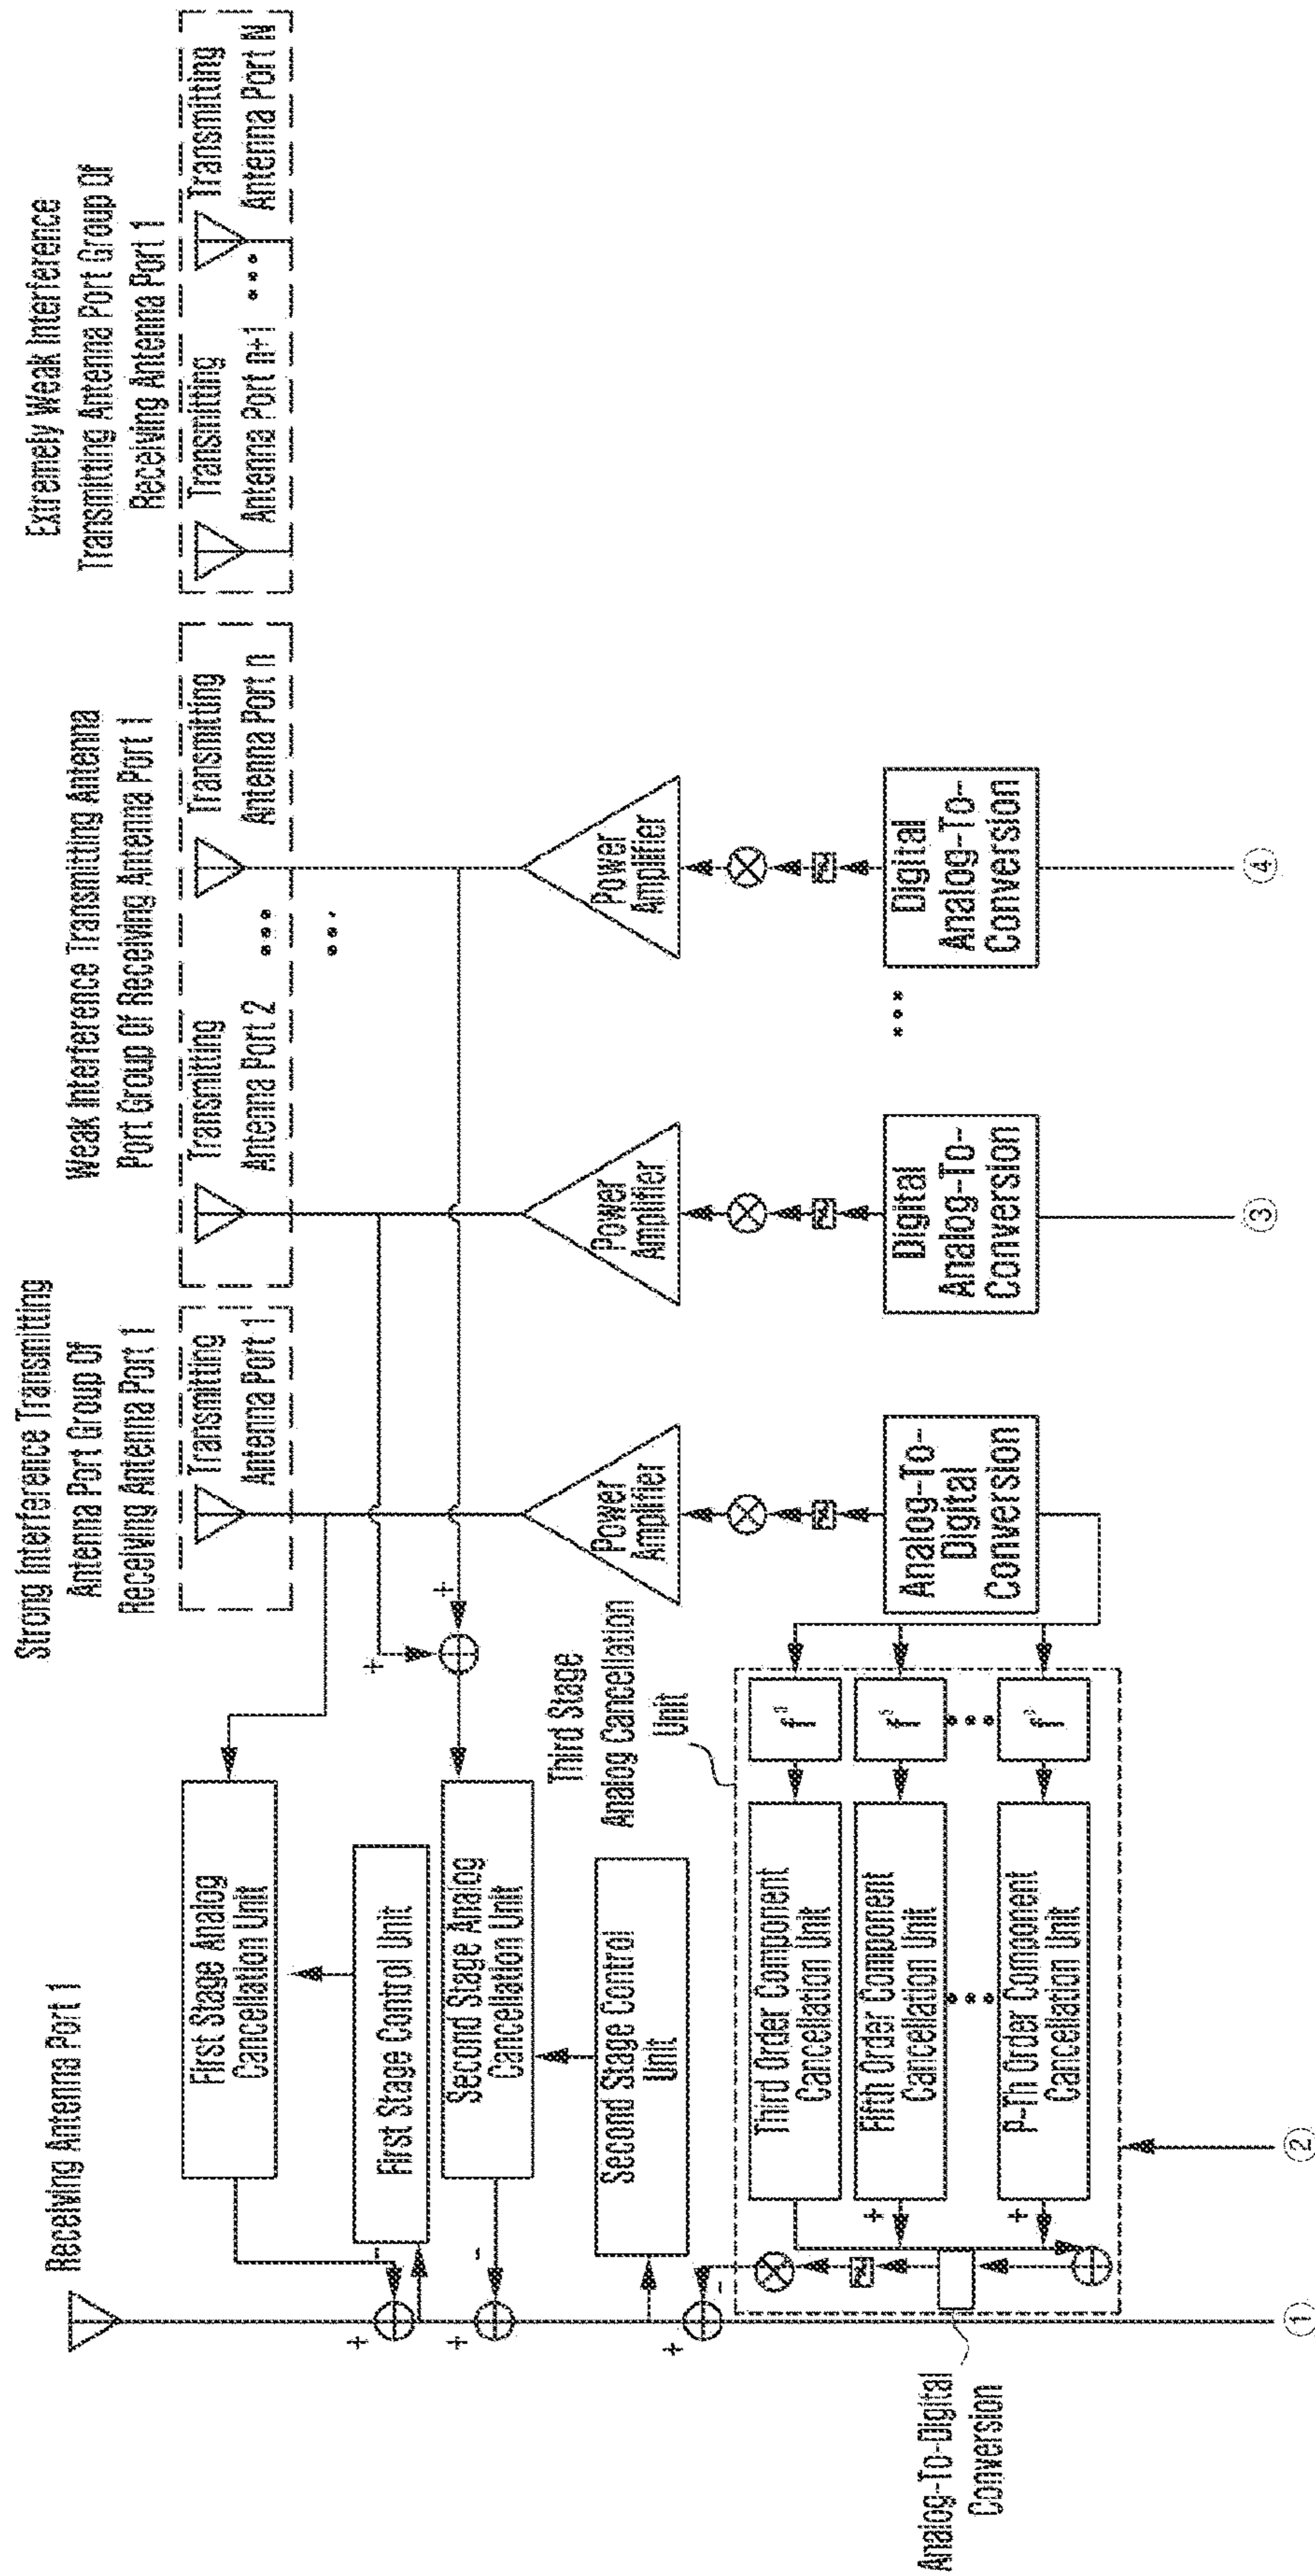 Receiving Antenna Port 1
Strong Interference Transmitting
Antenna Port Group Of
Receiving Antenna Port 1
Weak Interference Transmitting Antenna
Port Group Of Receiving Antenna Port 1
Extremely Weak Interference
Transmitting Antenna Port Group Of
Receiving Antenna Port 1
Transmitting
Antenna Port 1
Transmitting
Antenna Port 2
...
Transmitting
Antenna Port n
Transmitting
Antenna Port n+1
...
Transmitting
Antenna Port N
...
First Stage Analog
Cancellation Unit
First Stage Control Unit
Second Stage Analog
Cancellation Unit
Second Stage Control
Unit
+
-
+
-
+
-
+
+
Third Stage
Analog Cancellation
Unit
Power
Amplifier
Power
Amplifier
Power
Amplifier
Third Order Component
Cancellation Unit
Fifth Order Component
Cancellation Unit
...
P-Th Order Component
Cancellation Unit
f
f
...
f
+
+
Analog-To-Digital
Conversion
Analog-To-
Digital
Conversion
Digital
Analog-To-
Conversion
...
Digital
Analog-To-
Conversion
①
②
③
④